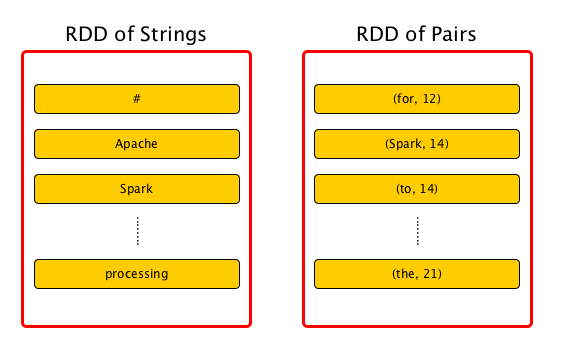 RDD of Strings
#
Apache
Spark
processing
RDD of Pairs
(for, 12)
(Spark, 14)
(to, 14)
(the, 21)